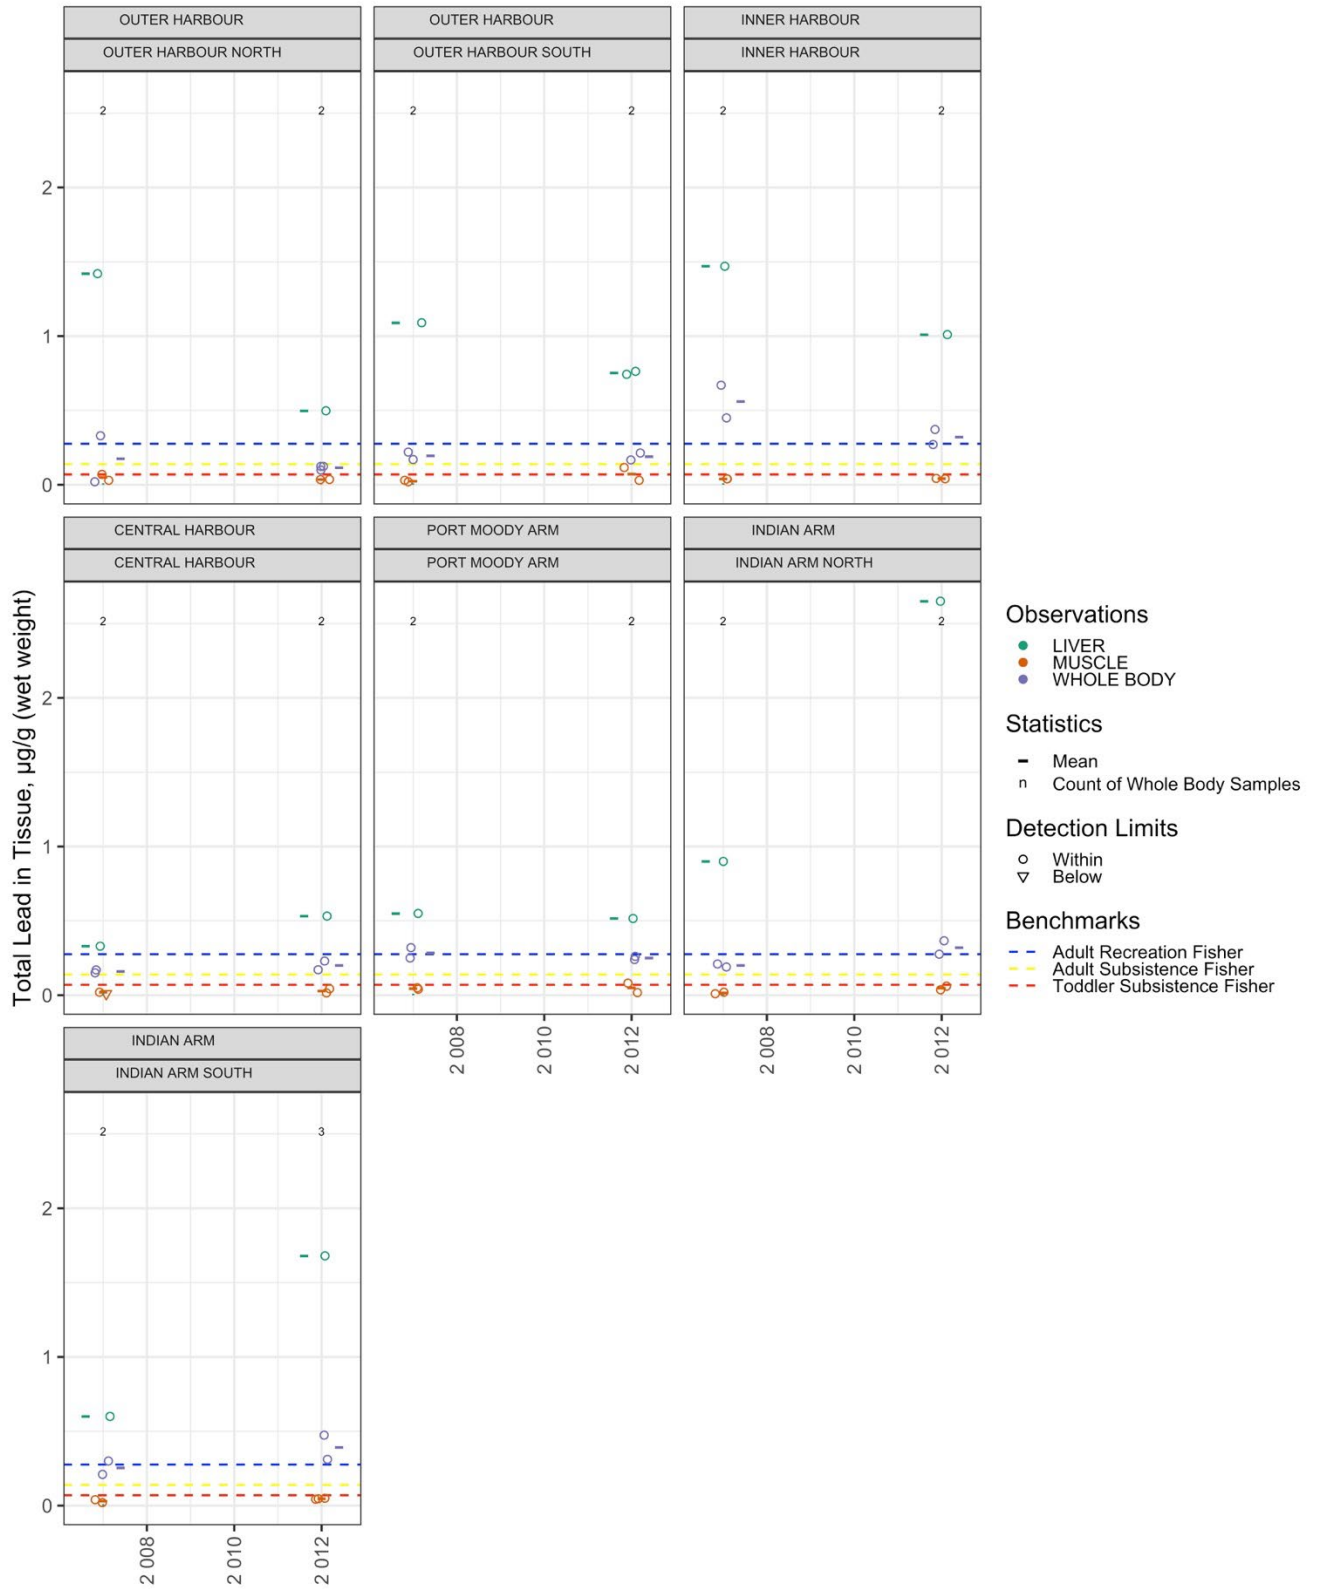 OUTER HARBOUR
OUTER HARBOUR
INNER HARBOUR
OUTER HARBOUR NORTH
OUTER HARBOUR SOUTH
INNER HARBOUR
2 2
2 2
2 2
2
1
0
CENTRAL HARBOUR
PORT MOODY ARM
INDIAN ARM
CENTRAL HARBOUR
PORT MOODY ARM
INDIAN ARM NORTH
2 2
2 2
2 2
2
1
0
2 008
2 010
2 012
2 008
2 010
2 012
INDIAN ARM
INDIAN ARM SOUTH
2 3
2
1
0
2 008
2 010
2 012
Total Lead in Tissue, µg/g (wet weight)
Observations
LIVER
MUSCLE
WHOLE BODY
Statistics
Mean
n Count of Whole Body Samples
Detection Limits
Within
Below
Benchmarks
Adult Recreation Fisher
Adult Subsistence Fisher
Toddler Subsistence Fisher